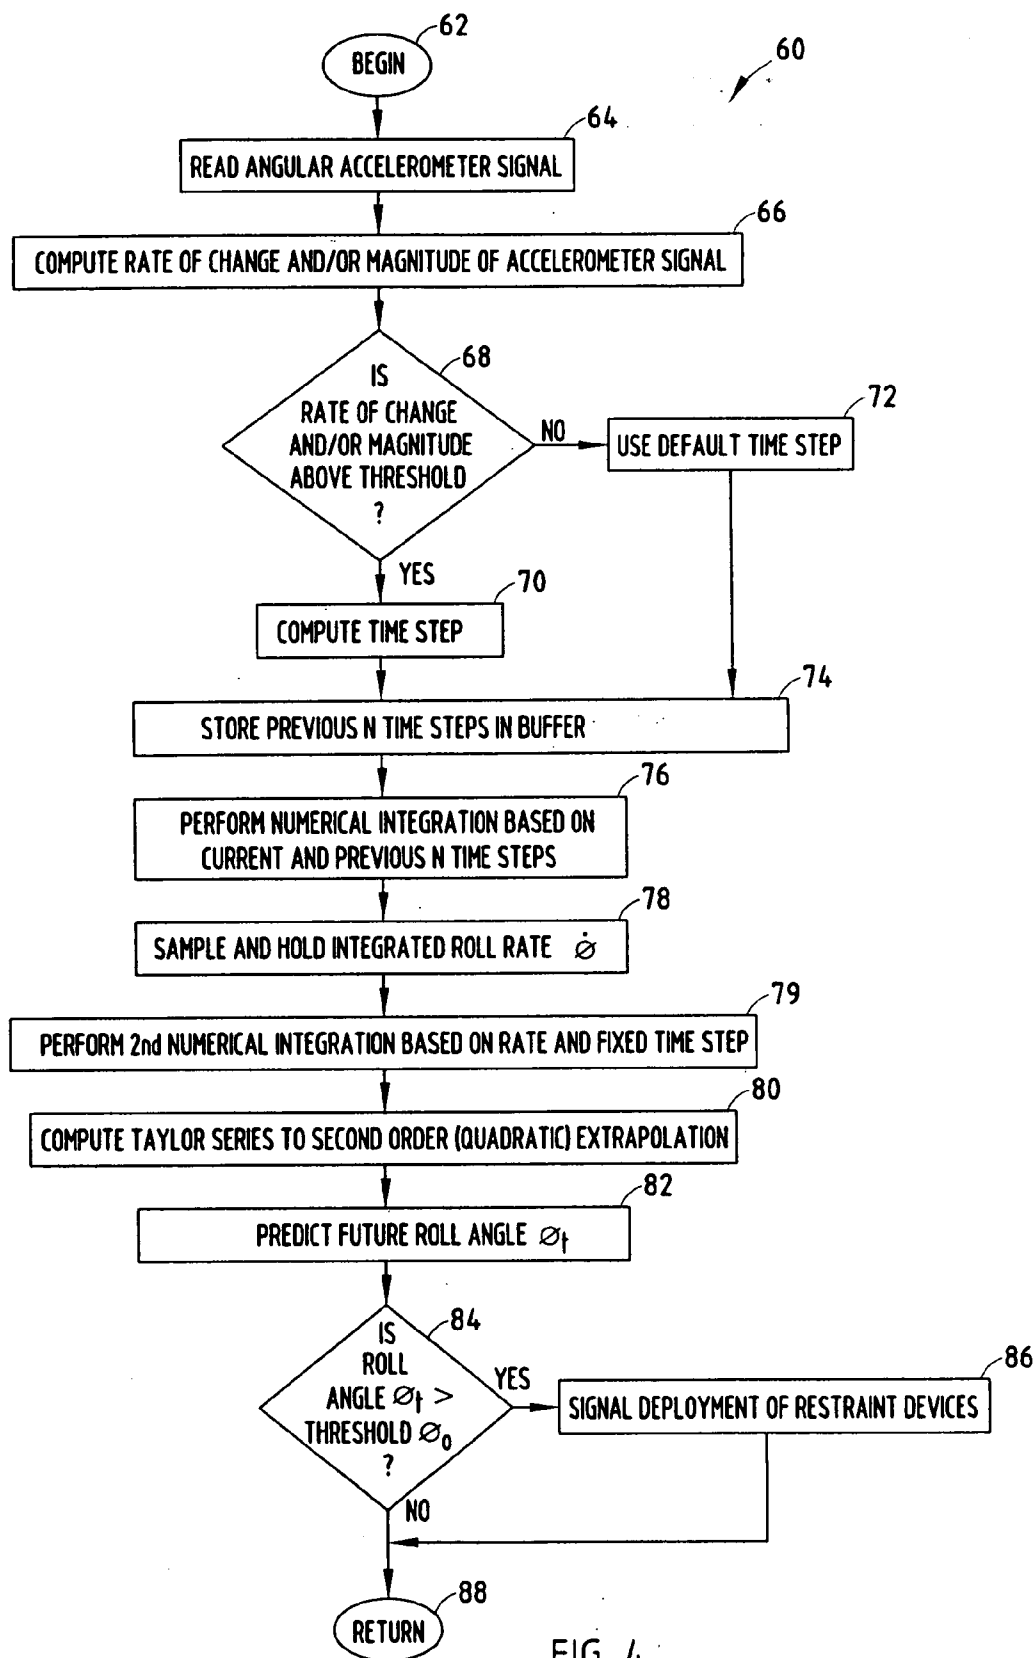 62
BEGIN
60
64
READ ANGULAR ACCELEROMETER SIGNAL
66
COMPUTE RATE OF CHANGE AND/OR MAGNITUDE OF ACCELEROMETER SIGNAL
68
IS
RATE OF CHANGE
AND/OR MAGNITUDE
ABOVE THRESHOLD
?
NO
72
USE DEFAULT TIME STEP
YES
70
COMPUTE TIME STEP
74
STORE PREVIOUS N TIME STEPS IN BUFFER
76
PERFORM NUMERICAL INTEGRATION BASED ON
CURRENT AND PREVIOUS N TIME STEPS
78
SAMPLE AND HOLD INTEGRATED ROLL RATE ∅̇
79
PERFORM 2nd NUMERICAL INTEGRATION BASED ON RATE AND FIXED TIME STEP
80
COMPUTE TAYLOR SERIES TO SECOND ORDER (QUADRATIC) EXTRAPOLATION
82
PREDICT FUTURE ROLL ANGLE ∅t
84
IS
ROLL
ANGLE ∅t >
THRESHOLD ∅0
?
YES
86
SIGNAL DEPLOYMENT OF RESTRAINT DEVICES
NO
88
RETURN
FIG. 4